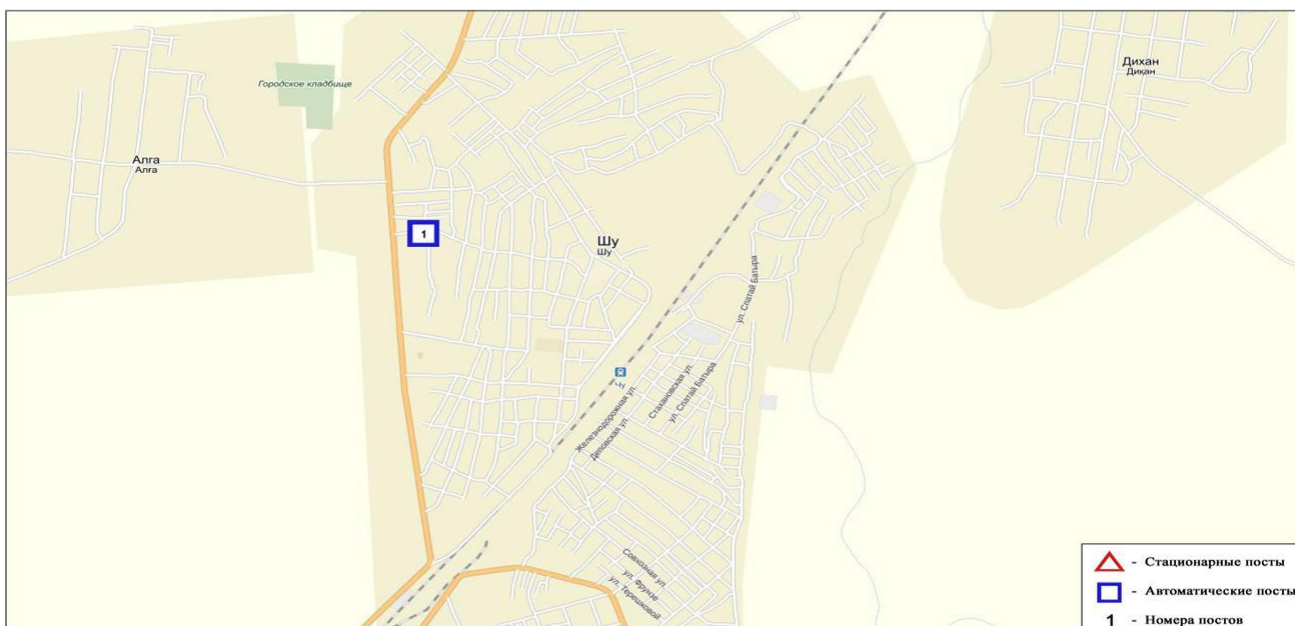 Дихан
Дикан
Городское кладбище
Алга
Алға
1
Шу
Шу
ул. Спатай Батыра
Стахановская ул.
ул. Спатай Батыра
Железнодорожная ул.
Деповская ул.
Совхозная ул.
ул. Фрунзе
ул. Терешковой
- Стационарные посты
- Автоматические посты
1 - Номера постов